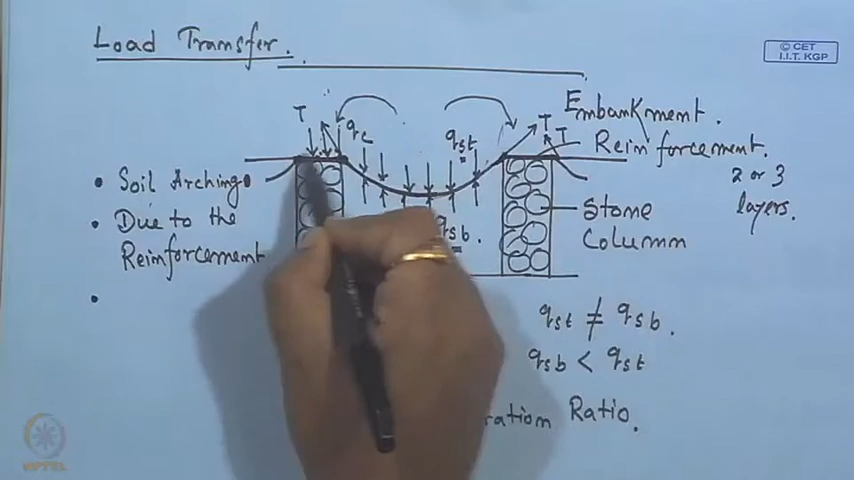 Load Transfer.
© CET
I.I.T. KGP
Embankment.
T
qc
qst
T
T
Reinforcement.
2 or 3
layers.
• Soil Arching
• Due to the
Reinforcement
•
Stone
Column
qsb.
qst ≠ qsb.
qsb < qst
Ratio.
NPTEL